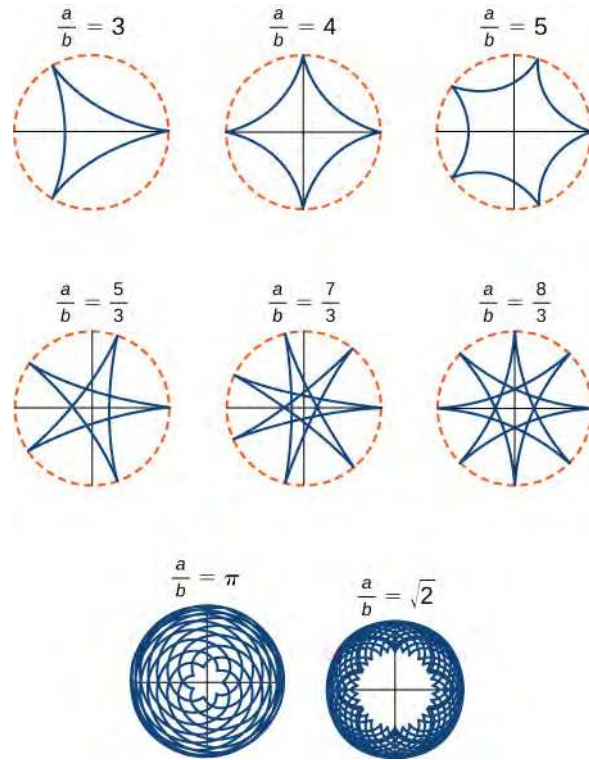 a/b = 3
a/b = 4
a/b = 5
a/b = 5/3
a/b = 7/3
a/b = 8/3
a/b = π
a/b = √2